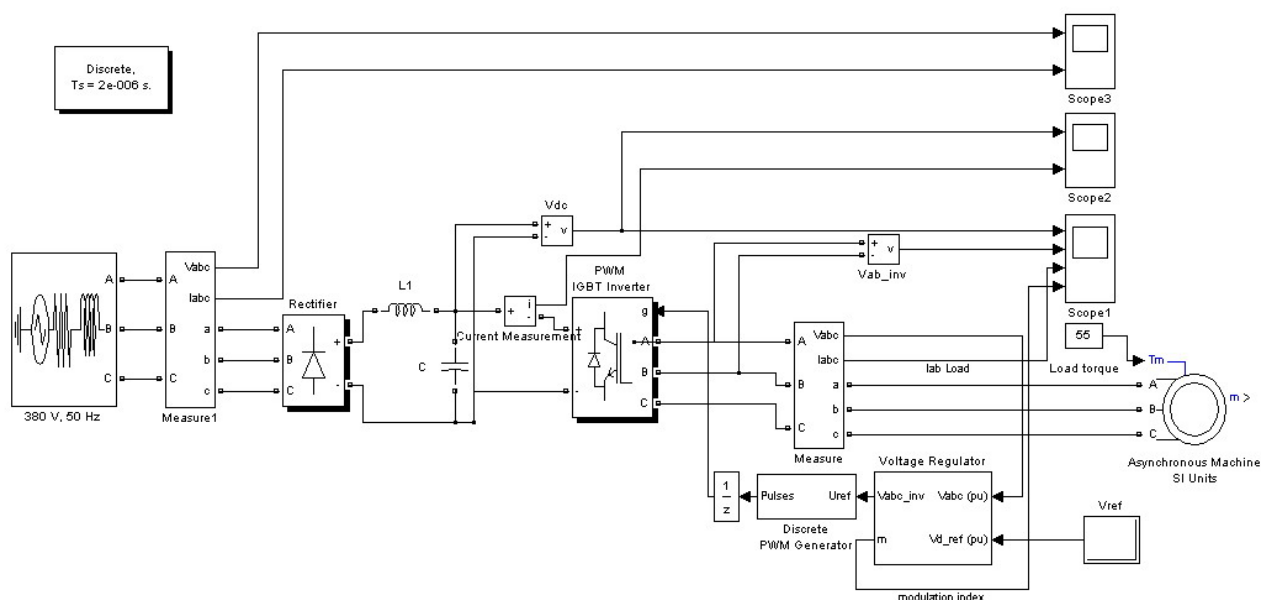 Discrete,
Ts = 2e-006 s.
Scope3
Scope2
Vdc
+
-
v
+
-
v
Vab_inv
Scope1
A
B
C
380 V, 50 Hz
Vabc
Iabc
A
B
C
a
b
c
Measure1
Rectifier
A
B
C
+
-
L1
C
+
i
-
Current Measurement
PWM
IGBT Inverter
g
+
-
A
B
C
Vabc
Iabc
A
B
C
a
b
c
Measure
Iab Load
55
Load torque
Tm
A
B
C
m >
Asynchronous Machine
SI Units
1
z
Pulses
Uref
Discrete
PWM Generator
Voltage Regulator
Vabc_inv
Vabc (pu)
m
Vd_ref (pu)
Vref
modulation index